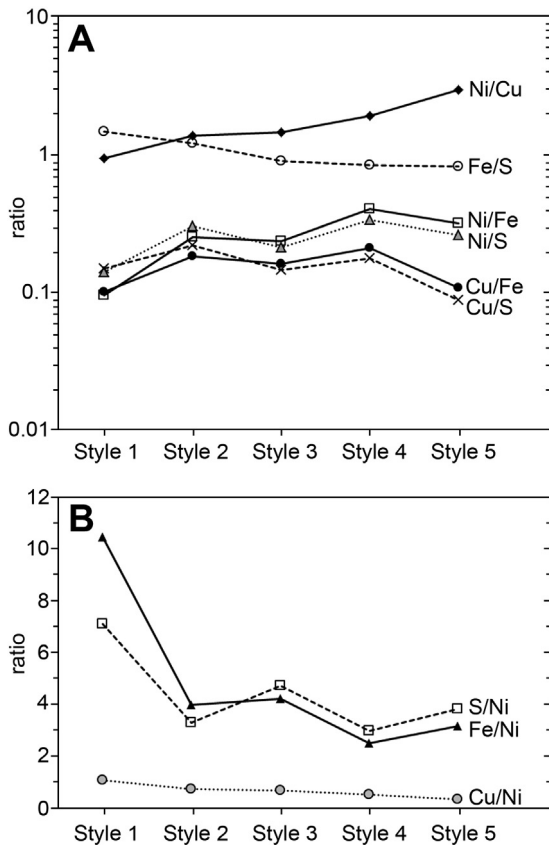 A
10
1
0.1
0.01
ratio
Ni/Cu
Fe/S
Ni/Fe
Ni/S
Cu/Fe
Cu/S
Style 1 Style 2 Style 3 Style 4 Style 5
B
12
10
8
6
4
2
0
ratio
S/Ni
Fe/Ni
Cu/Ni
Style 1 Style 2 Style 3 Style 4 Style 5